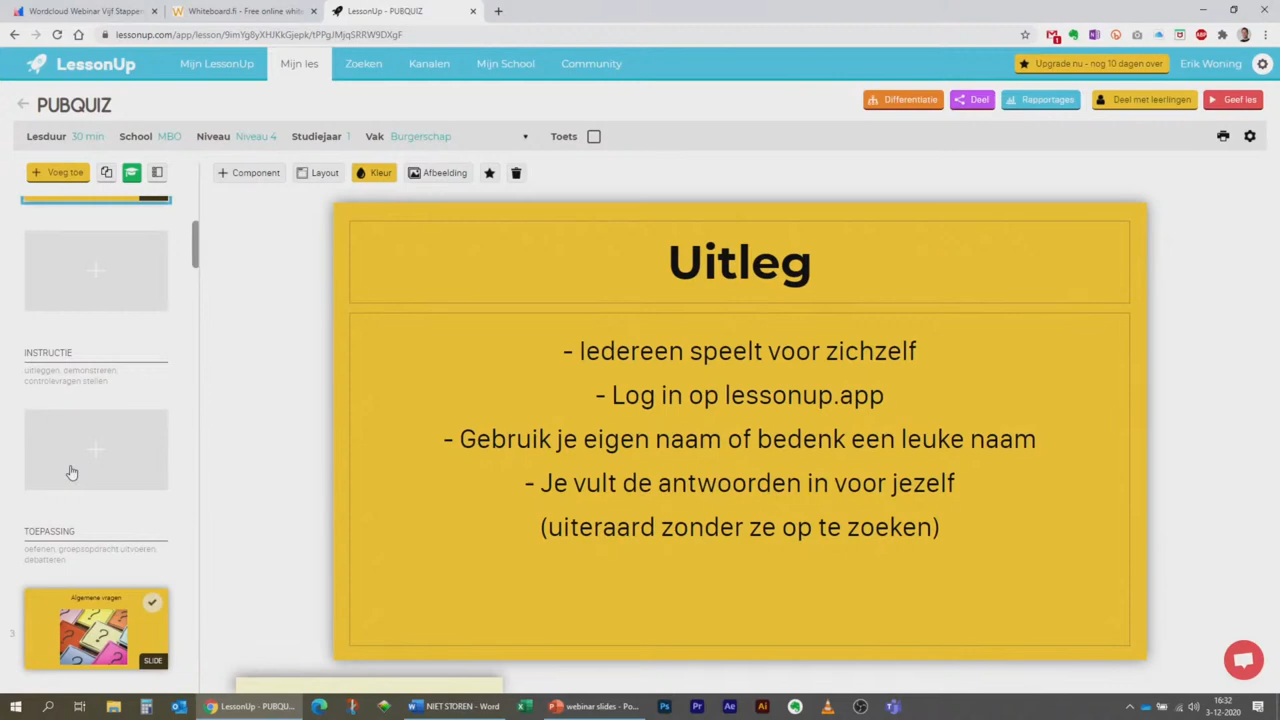 Wordcloud Webinar Vijf Stappe
Whiteboard.fi - Free online white
LessonUp - PUBQUIZ
lessonup.com/app/lesson/9imYg8yXHJKkGjepk/tPPgJMjqSRRW9DXgF
LessonUp
Mijn LessonUp
Mijn les
Zoeken
Kanalen
Mijn School
Community
Upgrade nu - nog 10 dagen over
Erik Woning
PUBQUIZ
Differentiatie
Deel
Rapportages
Deel met leerlingen
Geef les
Lesduur 30 min School MBO Niveau Niveau 4 Studiejaar 1 Vak Burgerschap Toets
Voeg toe
Component
Layout
Kleur
Afbeelding
INSTRUCTIE
uitleggen, demonstreren,
controlevragen stellen
TOEPASSING
oefenen, groepsopdracht uitvoeren,
debatteren
3
Algemene vragen
SLIDE
Uitleg
- Iedereen speelt voor zichzelf
- Log in op lessonup.app
- Gebruik je eigen naam of bedenk een leuke naam
- Je vult de antwoorden in voor jezelf
(uiteraard zonder ze op te zoeken)
LessonUp - PUBQU...
NIET STOREN - Word
webinar slides - Po...
16:32
3-12-2020